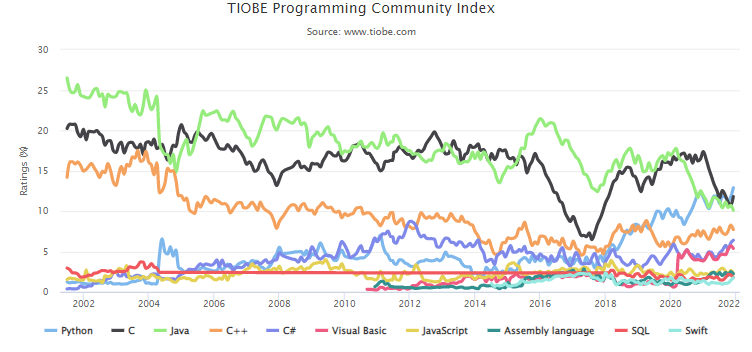 TIOBE Programming Community Index
Source: www.tiobe.com
Ratings (%)
30
25
20
15
10
5
0
2002 2004 2006 2008 2010 2012 2014 2016 2018 2020 2022
Python C Java C++ C# Visual Basic JavaScript Assembly language SQL Swift